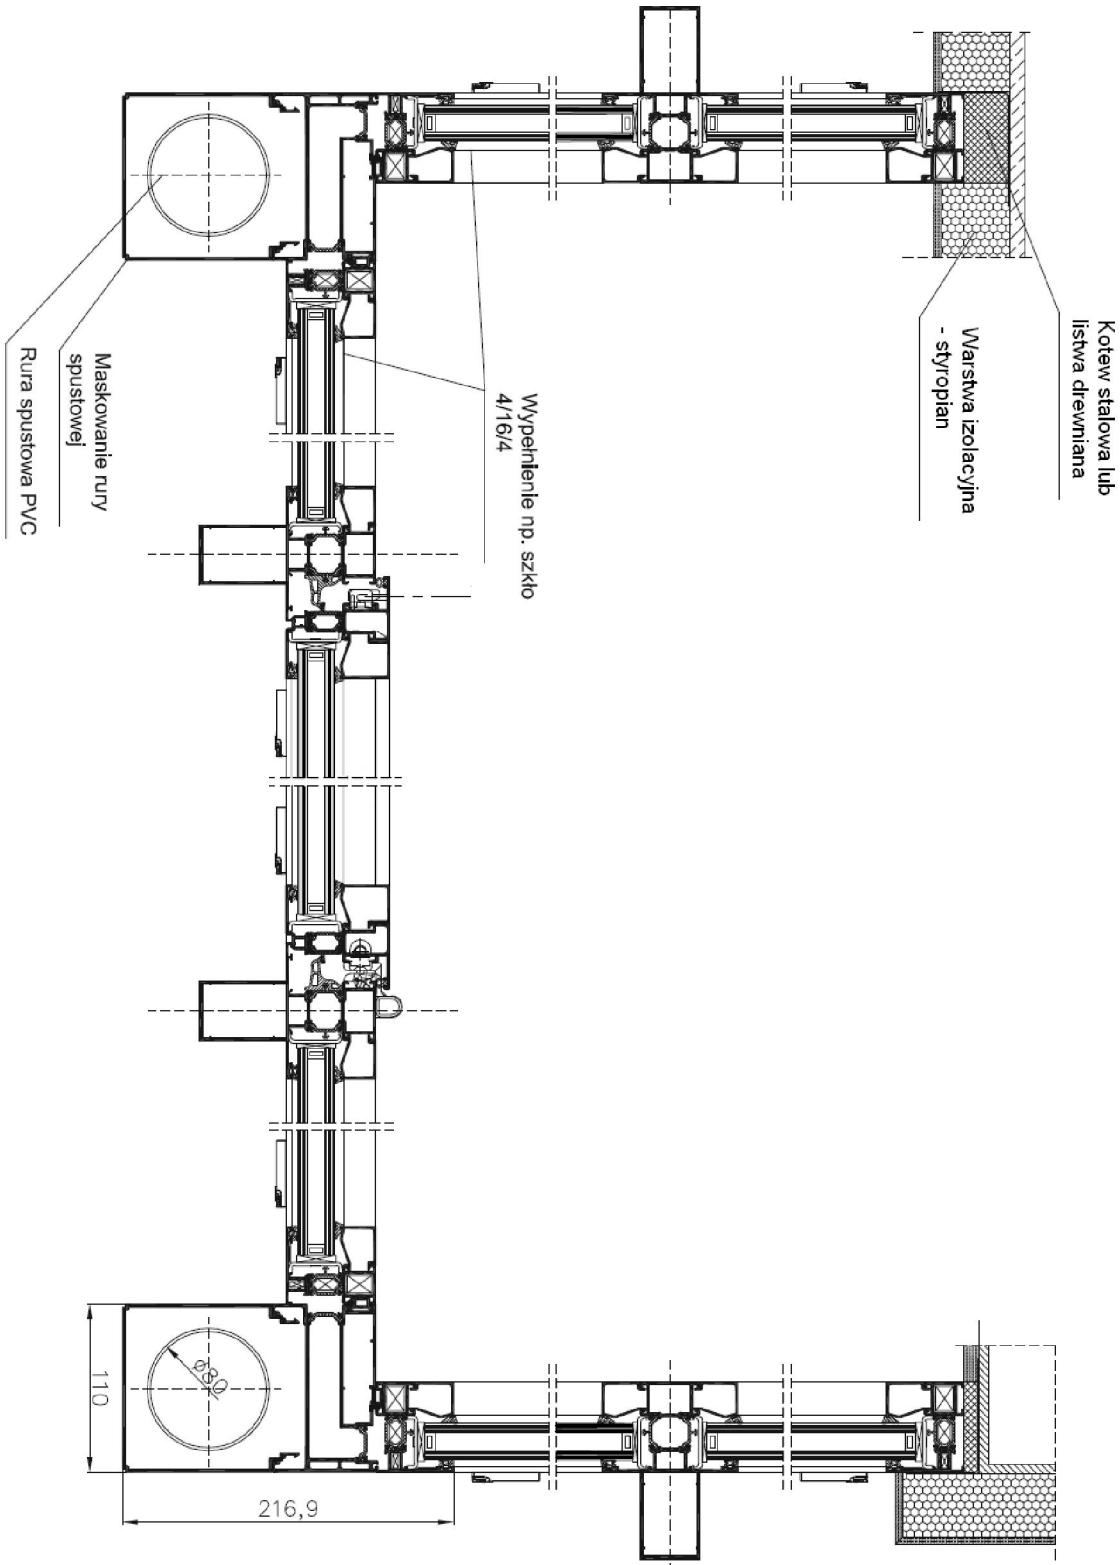 Kotew stalowa lub
listwa drewniana
Warstwa izolacyjna
- styropian
Wypełnienie np. szkło
4/16/4
Maskowanie rury
spustowej
Rura spustowa PVC
ø80
110
216,9